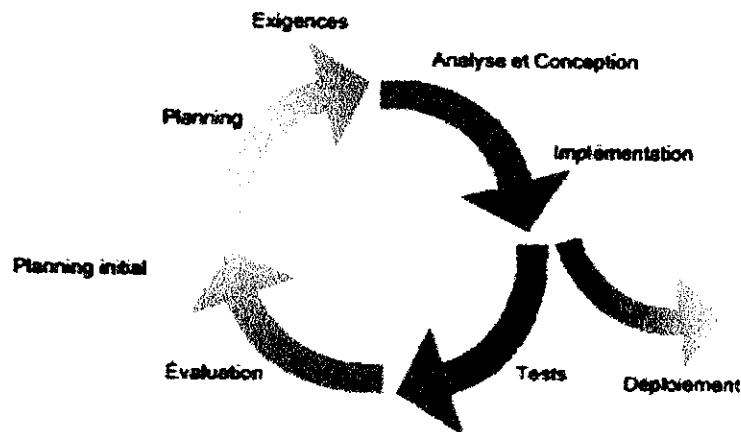 Exigences
Analyse et Conception
Planning
Implémentation
Planning initial
Évaluation
Tests
Déploiement